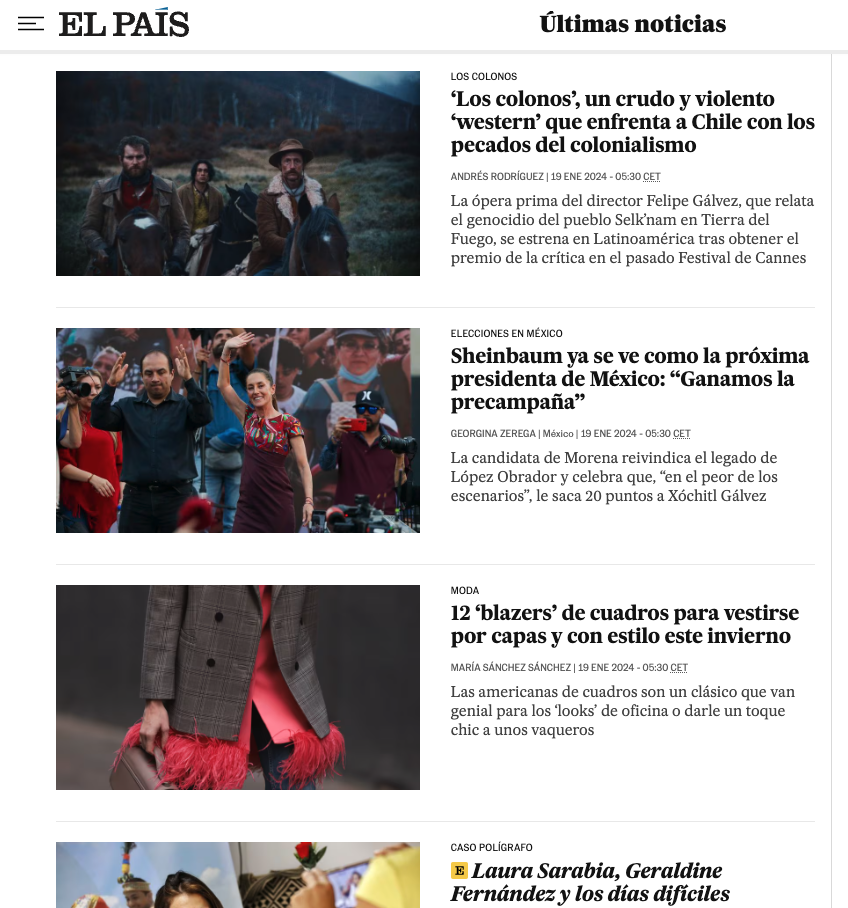 EL PAÍS
Últimas noticias
LOS COLONOS
‘Los colonos’, un crudo y violento
‘western’ que enfrenta a Chile con los
pecados del colonialismo
ANDRÉS RODRÍGUEZ | 19 ENE 2024 - 05:30 CET
La ópera prima del director Felipe Gálvez, que relata
el genocidio del pueblo Selk’nam en Tierra del
Fuego, se estrena en Latinoamérica tras obtener el
premio de la crítica en el pasado Festival de Cannes
ELECCIONES EN MÉXICO
Sheinbaum ya se ve como la próxima
presidenta de México: “Ganamos la
precampaña”
GEORGINA ZEREGA | México | 19 ENE 2024 - 05:30 CET
La candidata de Morena reivindica el legado de
López Obrador y celebra que, “en el peor de los
escenarios”, le saca 20 puntos a Xóchitl Gálvez
MODA
12 ‘blazers’ de cuadros para vestirse
por capas y con estilo este invierno
MARÍA SÁNCHEZ SÁNCHEZ | 19 ENE 2024 - 05:30 CET
Las americanas de cuadros son un clásico que van
genial para los ‘looks’ de oficina o darle un toque
chic a unos vaqueros
CASO POLÍGRAFO
E Laura Sarabia, Geraldine
Fernández y los días difíciles